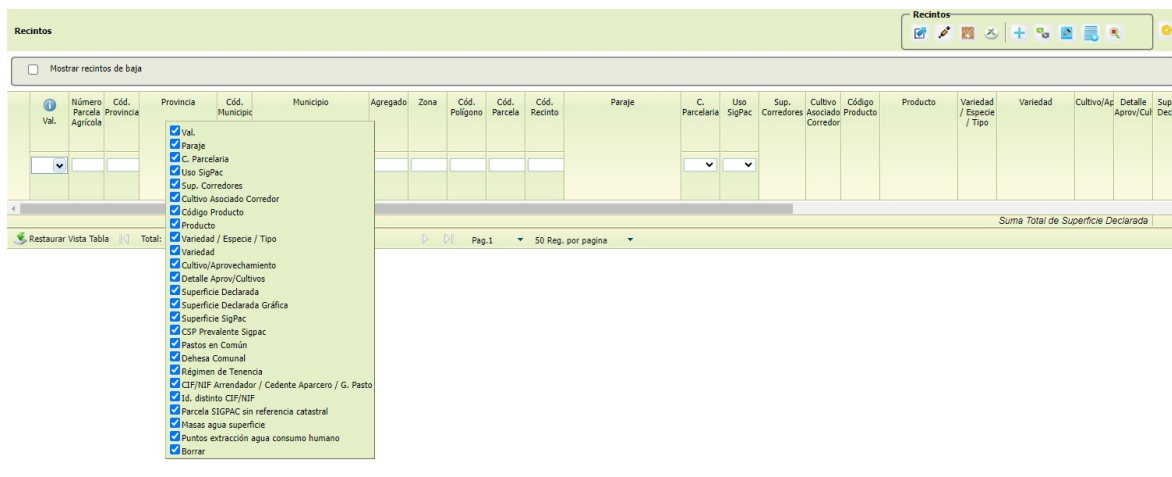 Recintos
Recintos
Mostrar recintos de baja
Val.
Número Parcela Agrícola
Cód. Provincia
Provincia
Cód. Municipic
Municipio
Agregado
Zona
Cód. Polígono
Cód. Parcela
Cód. Recinto
Paraje
C. Parcelaria
Uso SigPac
Sup. Corredores
Cultivo Asociado Corredor
Código Producto
Producto
Variedad / Especie / Tipo
Variedad
Cultivo/Ap
Detalle Aprov/Cul
Sup Dec
Val.
Paraje
C. Parcelaria
Uso SigPac
Sup. Corredores
Cultivo Asociado Corredor
Código Producto
Producto
Variedad / Especie / Tipo
Variedad
Cultivo/Aprovechamiento
Detalle Aprov/Cultivos
Superficie Declarada
Superficie Declarada Gráfica
Superficie SigPac
CSP Prevalente Sigpac
Pastos en Común
Dehesa Comunal
Régimen de Tenencia
CIF/NIF Arrendador / Cedente Aparcero / G. Pasto
Id. distinto CIF/NIF
Parcela SIGPAC sin referencia catastral
Masas agua superficie
Puntos extracción agua consumo humano
Borrar
Suma Total de Superficie Declarada
Restaurar Vista Tabla
Total:
Pag.1
50 Reg. por pagina